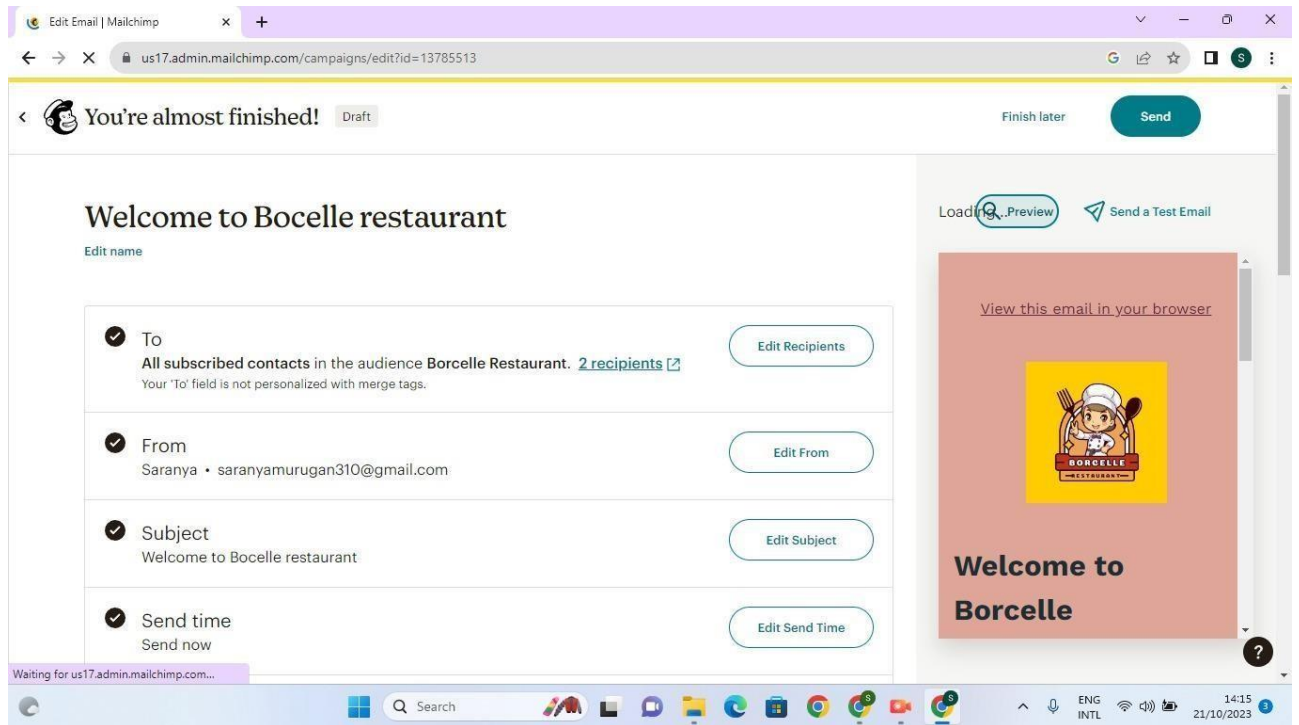 Edit Email | Mailchimp
us17.admin.mailchimp.com/campaigns/edit?id=13785513
You're almost finished!
Draft
Finish later
Send
Welcome to Bocelle restaurant
Edit name
Loading...
Preview
Send a Test Email
To
All subscribed contacts in the audience Borcelle Restaurant. 2 recipients
Your 'To' field is not personalized with merge tags.
Edit Recipients
From
Saranya • saranyamurugan310@gmail.com
Edit From
Subject
Welcome to Bocelle restaurant
Edit Subject
Send time
Send now
Edit Send Time
View this email in your browser
BORCELLE
RESTAURANT
Welcome to
Borcelle
?
Waiting for us17.admin.mailchimp.com...
Search
ENG
INTL
14:15
21/10/2023
3
G
S